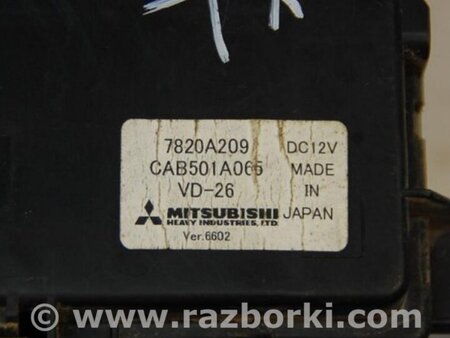 7820A209 DC12V
CAB501A065 MADE
VD-26 IN
MITSUBISHI JAPAN
HEAVY INDUSTRIES, LTD.
Ver.6602
© www.razborki.com